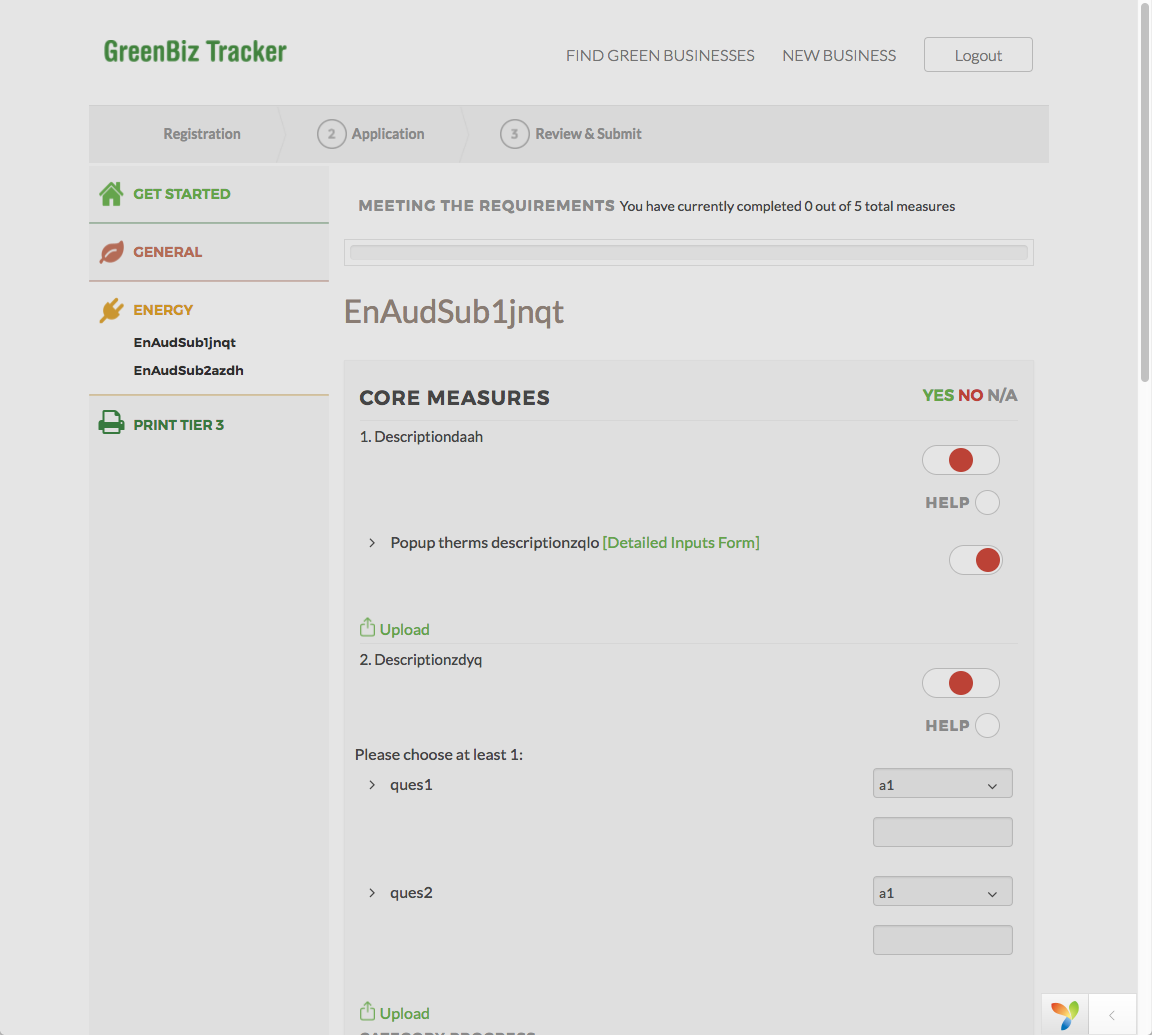 GreenBiz Tracker
FIND GREEN BUSINESSES NEW BUSINESS Logout
Registration 2 Application 3 Review & Submit
GET STARTED
GENERAL
ENERGY
EnAudSub1jnqt
EnAudSub2azdh
PRINT TIER 3
MEETING THE REQUIREMENTS You have currently completed 0 out of 5 total measures
EnAudSub1jnqt
CORE MEASURES YES NO N/A
1. Descriptiondaah
HELP
Popup therms descriptionzqlo [Detailed Inputs Form]
Upload
2. Descriptionzdyq
HELP
Please choose at least 1:
ques1 a1
ques2 a1
Upload
CATEGORY PROGRESS